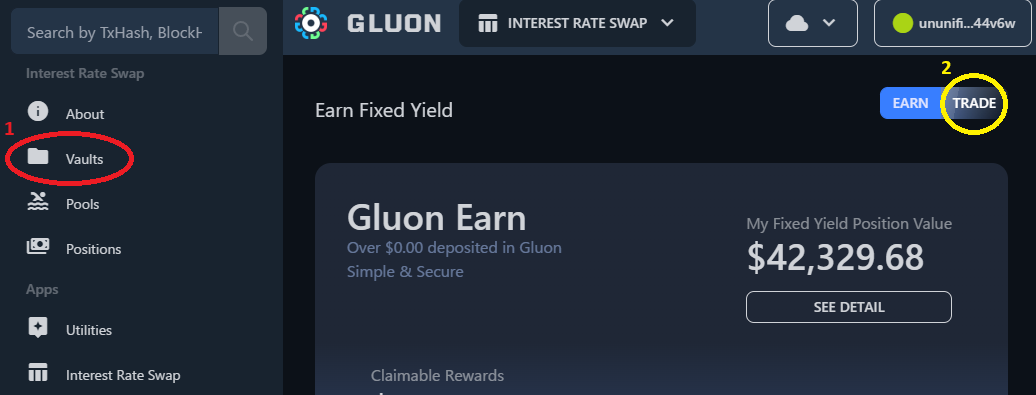 Search by TxHash, BlockH
GLUON
INTEREST RATE SWAP
ununifi...44v6w
Interest Rate Swap
About
1
Vaults
Pools
Positions
Apps
Utilities
Interest Rate Swap
2
Earn Fixed Yield
EARN
TRADE
Gluon Earn
Over $0.00 deposited in Gluon
Simple & Secure
My Fixed Yield Position Value
$42,329.68
SEE DETAIL
Claimable Rewards